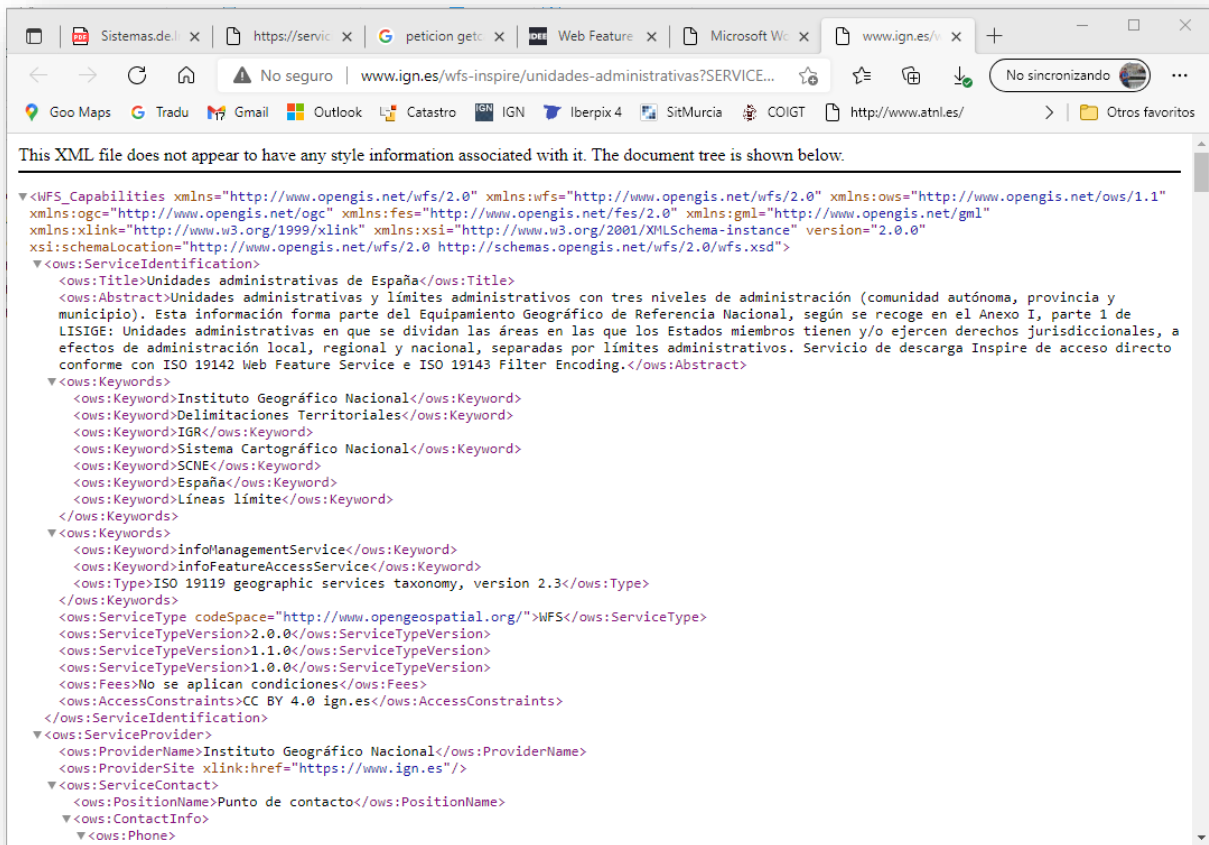 Sistemas.de.l
https://servic
peticion getc
Web Feature
Microsoft Wo
www.ign.es/w
No seguro | www.ign.es/wfs-inspire/unidades-administrativas?SERVICE...
No sincronizando
Goo Maps Tradu Gmail Outlook Catastro IGN IGN Iberpix 4 SitMurcia COIGT http://www.atnl.es/ Otros favoritos
This XML file does not appear to have any style information associated with it. The document tree is shown below.
▼<WFS_Capabilities xmlns="http://www.opengis.net/wfs/2.0" xmlns:wfs="http://www.opengis.net/wfs/2.0" xmlns:ows="http://www.opengis.net/ows/1.1"
xmlns:ogc="http://www.opengis.net/ogc" xmlns:fes="http://www.opengis.net/fes/2.0" xmlns:gml="http://www.opengis.net/gml"
xmlns:xlink="http://www.w3.org/1999/xlink" xmlns:xsi="http://www.w3.org/2001/XMLSchema-instance" version="2.0.0"
xsi:schemaLocation="http://www.opengis.net/wfs/2.0 http://schemas.opengis.net/wfs/2.0/wfs.xsd">
▼<ows:ServiceIdentification>
<ows:Title>Unidades administrativas de España</ows:Title>
<ows:Abstract>Unidades administrativas y límites administrativos con tres niveles de administración (comunidad autónoma, provincia y
municipio). Esta información forma parte del Equipamiento Geográfico de Referencia Nacional, según se recoge en el Anexo I, parte 1 de
LISIGE: Unidades administrativas en que se dividan las áreas en las que los Estados miembros tienen y/o ejercen derechos jurisdiccionales, a
efectos de administración local, regional y nacional, separadas por límites administrativos. Servicio de descarga Inspire de acceso directo
conforme con ISO 19142 Web Feature Service e ISO 19143 Filter Encoding.</ows:Abstract>
▼<ows:Keywords>
<ows:Keyword>Instituto Geográfico Nacional</ows:Keyword>
<ows:Keyword>Delimitaciones Territoriales</ows:Keyword>
<ows:Keyword>IGR</ows:Keyword>
<ows:Keyword>Sistema Cartográfico Nacional</ows:Keyword>
<ows:Keyword>SCNE</ows:Keyword>
<ows:Keyword>España</ows:Keyword>
<ows:Keyword>Líneas límite</ows:Keyword>
</ows:Keywords>
▼<ows:Keywords>
<ows:Keyword>infoManagementService</ows:Keyword>
<ows:Keyword>infoFeatureAccessService</ows:Keyword>
<ows:Type>ISO 19119 geographic services taxonomy, version 2.3</ows:Type>
</ows:Keywords>
<ows:ServiceType codeSpace="http://www.opengeospatial.org/">WFS</ows:ServiceType>
<ows:ServiceTypeVersion>2.0.0</ows:ServiceTypeVersion>
<ows:ServiceTypeVersion>1.1.0</ows:ServiceTypeVersion>
<ows:ServiceTypeVersion>1.0.0</ows:ServiceTypeVersion>
<ows:Fees>No se aplican condiciones</ows:Fees>
<ows:AccessConstraints>CC BY 4.0 ign.es</ows:AccessConstraints>
</ows:ServiceIdentification>
▼<ows:ServiceProvider>
<ows:ProviderName>Instituto Geográfico Nacional</ows:ProviderName>
<ows:ProviderSite xlink:href="https://www.ign.es"/>
▼<ows:ServiceContact>
<ows:PositionName>Punto de contacto</ows:PositionName>
▼<ows:ContactInfo>
▼<ows:Phone>